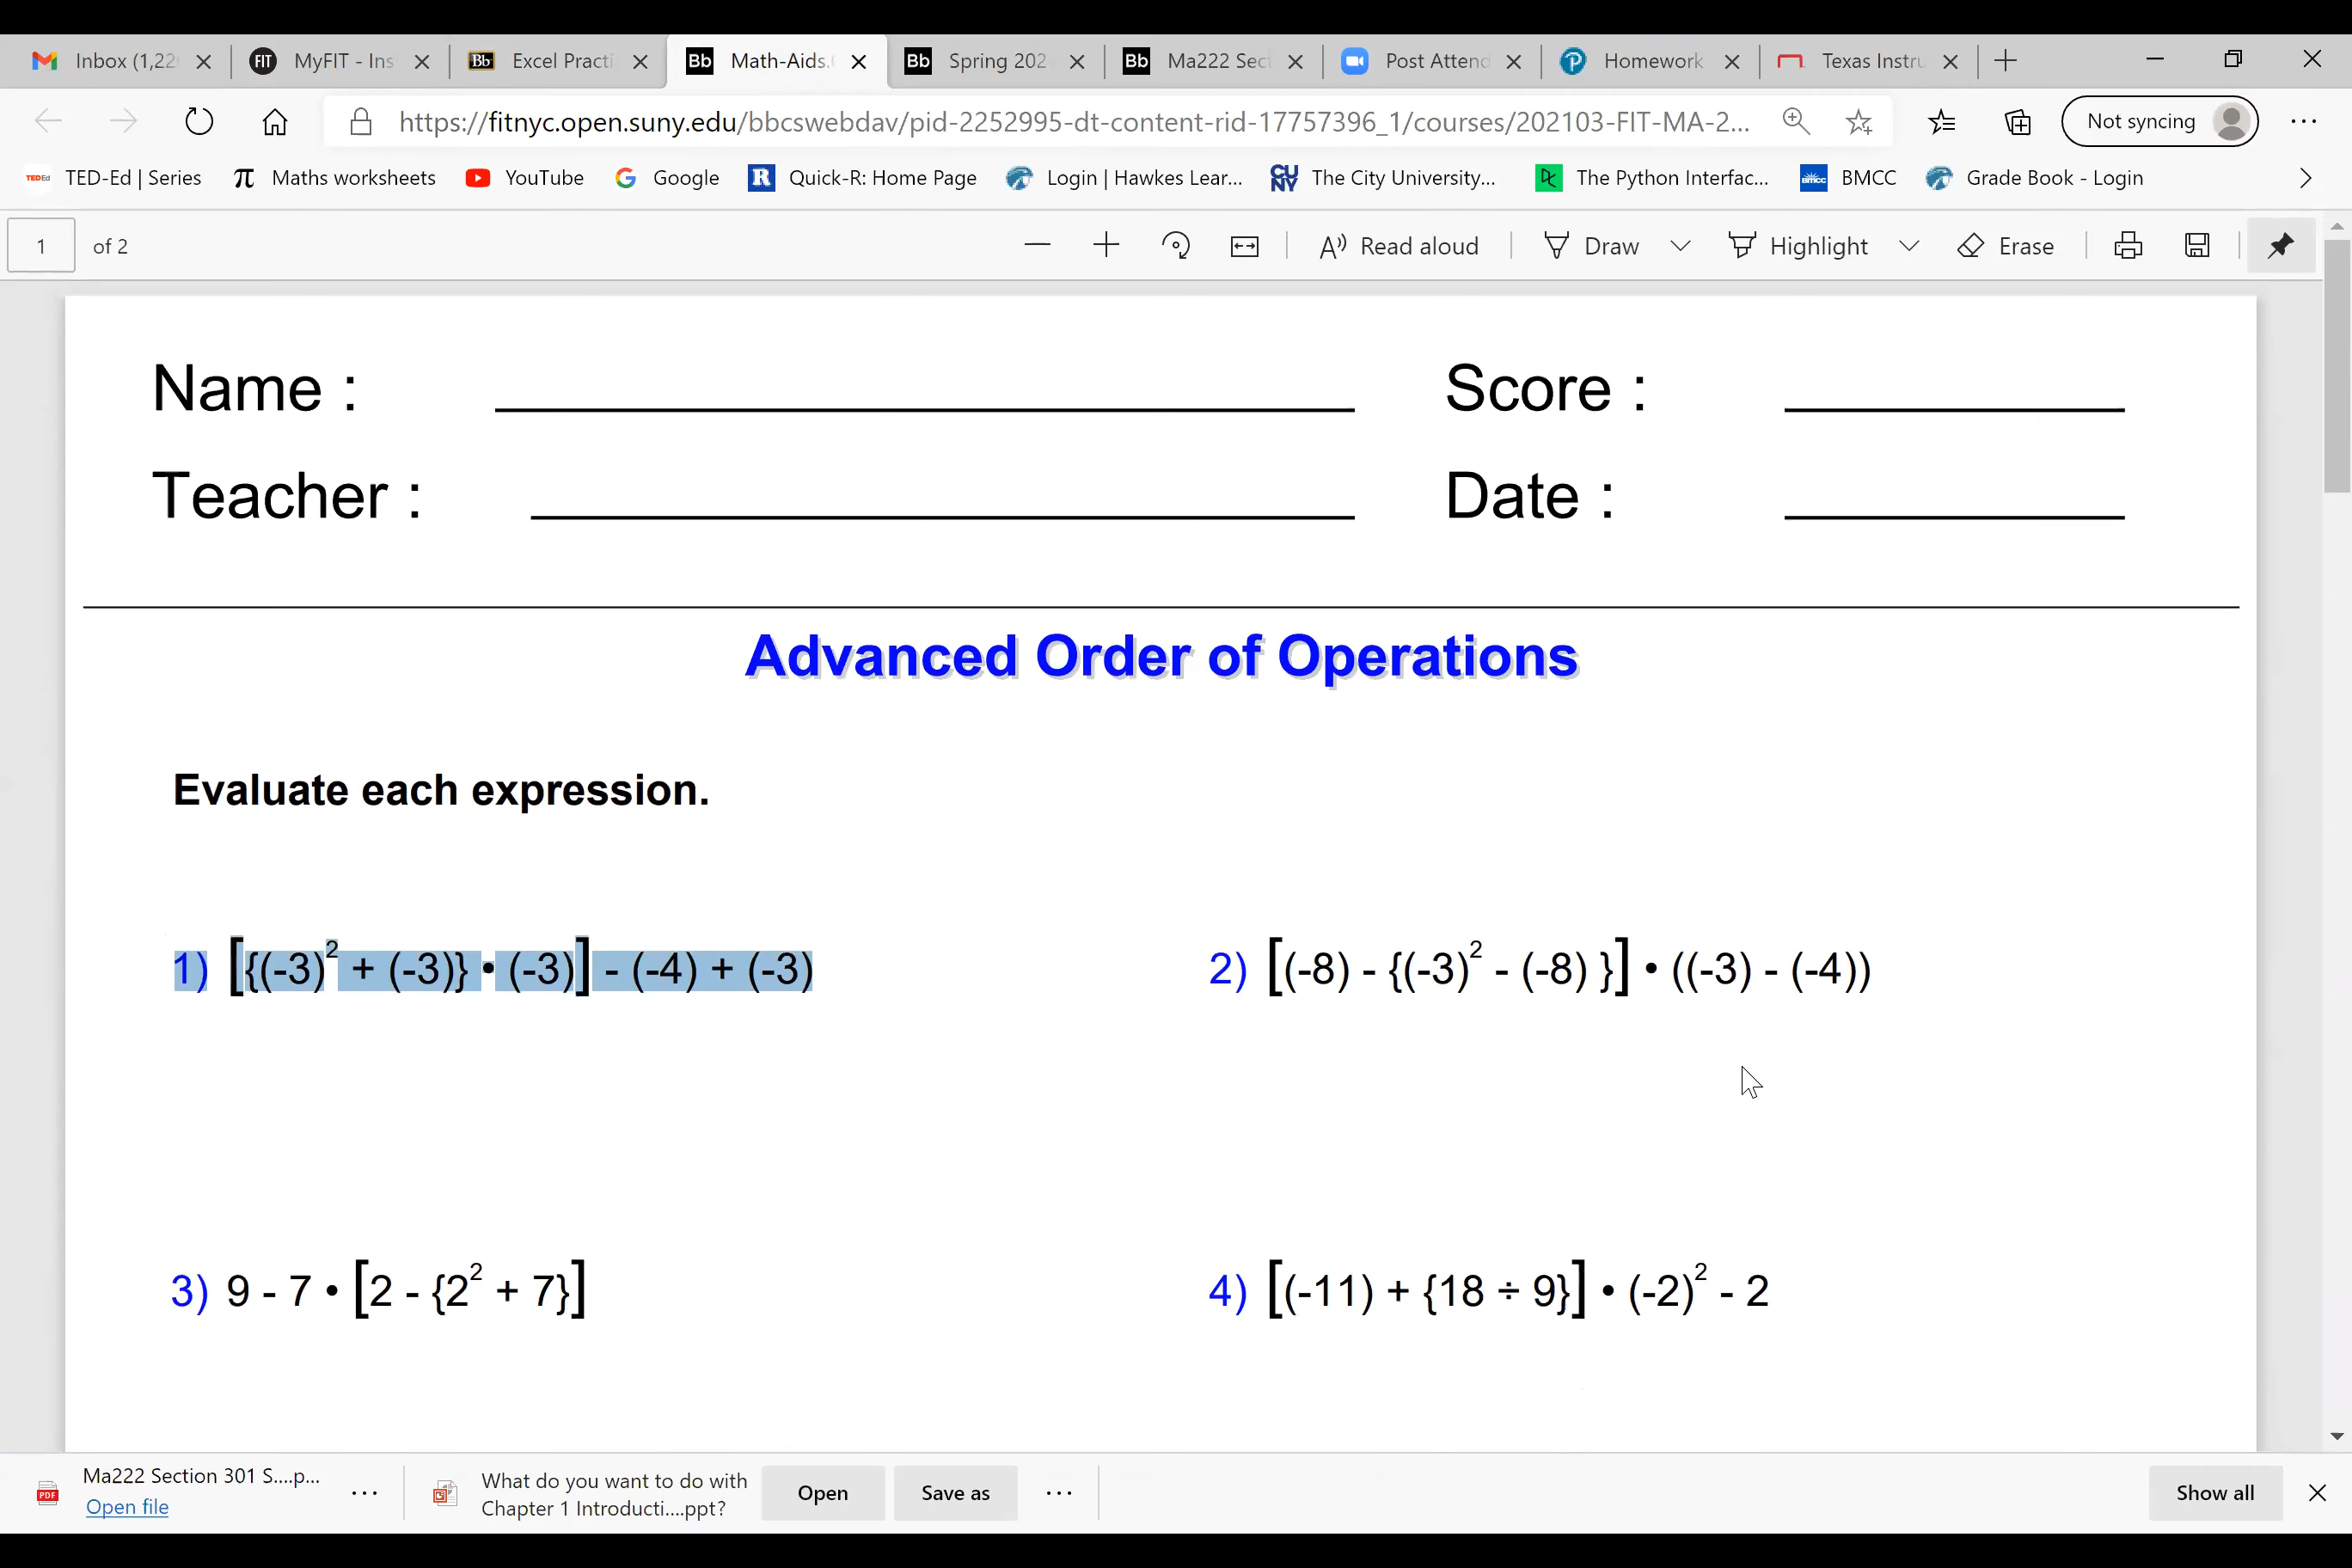 Inbox (1,22
MyFIT - Ins
Excel Practi
Math-Aids.
Spring 202
Ma222 Sec
Post Attend
Homework
Texas Instru
https://fitnyc.open.suny.edu/bbcswebdav/pid-2252995-dt-content-rid-17757396_1/courses/202103-FIT-MA-2...
Not syncing
TED-Ed | Series
Maths worksheets
YouTube
Google
Quick-R: Home Page
Login | Hawkes Lear...
The City University...
The Python Interfac...
BMCC
Grade Book - Login
1 of 2
Read aloud
Draw
Highlight
Erase
Name :
Score :
Teacher :
Date :
Advanced Order of Operations
Evaluate each expression.
1) [{(-3)² + (-3)} • (-3)] - (-4) + (-3)
2) [(-8) - {(-3)² - (-8) }] • ((-3) - (-4))
3) 9 - 7 • [2 - {2² + 7}]
4) [(-11) + {18 ÷ 9}] • (-2)² - 2
Ma222 Section 301 S....p...
Open file
What do you want to do with
Chapter 1 Introducti....ppt?
Open
Save as
Show all